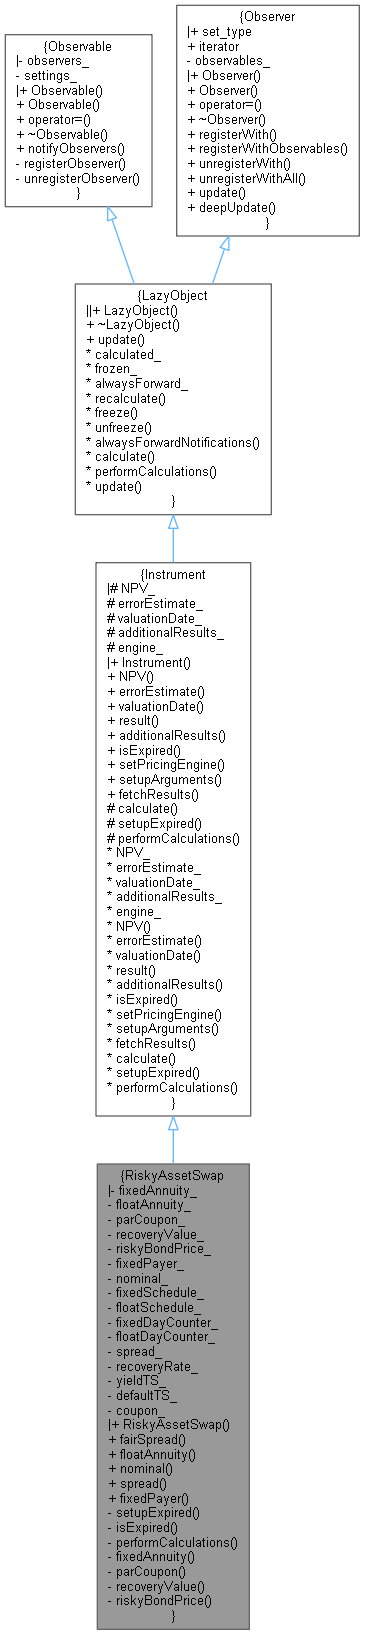 {Observable
|- observers_
- settings_
|+ Observable()
+ Observable()
+ operator=()
+ ~Observable()
+ notifyObservers()
- registerObserver()
- unregisterObserver()
}
{Observer
|+ set_type
+ iterator
- observables_
|+ Observer()
+ Observer()
+ operator=()
+ ~Observer()
+ registerWith()
+ registerWithObservables()
+ unregisterWith()
+ unregisterWithAll()
+ update()
+ deepUpdate()
}
{LazyObject
||+ LazyObject()
+ ~LazyObject()
+ update()
* calculated_
* frozen_
* alwaysForward_
* recalculate()
* freeze()
* unfreeze()
* alwaysForwardNotifications()
* calculate()
* performCalculations()
* update()
}
{Instrument
|# NPV_
# errorEstimate_
# valuationDate_
# additionalResults_
# engine_
|+ Instrument()
+ NPV()
+ errorEstimate()
+ valuationDate()
+ result()
+ additionalResults()
+ isExpired()
+ setPricingEngine()
+ setupArguments()
+ fetchResults()
# calculate()
# setupExpired()
# performCalculations()
* NPV_
* errorEstimate_
* valuationDate_
* additionalResults_
* engine_
* NPV()
* errorEstimate()
* valuationDate()
* result()
* additionalResults()
* isExpired()
* setPricingEngine()
* setupArguments()
* fetchResults()
* calculate()
* setupExpired()
* performCalculations()
}
{RiskyAssetSwap
|- fixedAnnuity_
- floatAnnuity_
- parCoupon_
- recoveryValue_
- riskyBondPrice_
- fixedPayer_
- nominal_
- fixedSchedule_
- floatSchedule_
- fixedDayCounter_
- floatDayCounter_
- spread_
- recoveryRate_
- yieldTS_
- defaultTS_
- coupon_
|+ RiskyAssetSwap()
+ fairSpread()
+ floatAnnuity()
+ nominal()
+ spread()
+ fixedPayer()
- setupExpired()
- isExpired()
- performCalculations()
- fixedAnnuity()
- parCoupon()
- recoveryValue()
- riskyBondPrice()
}